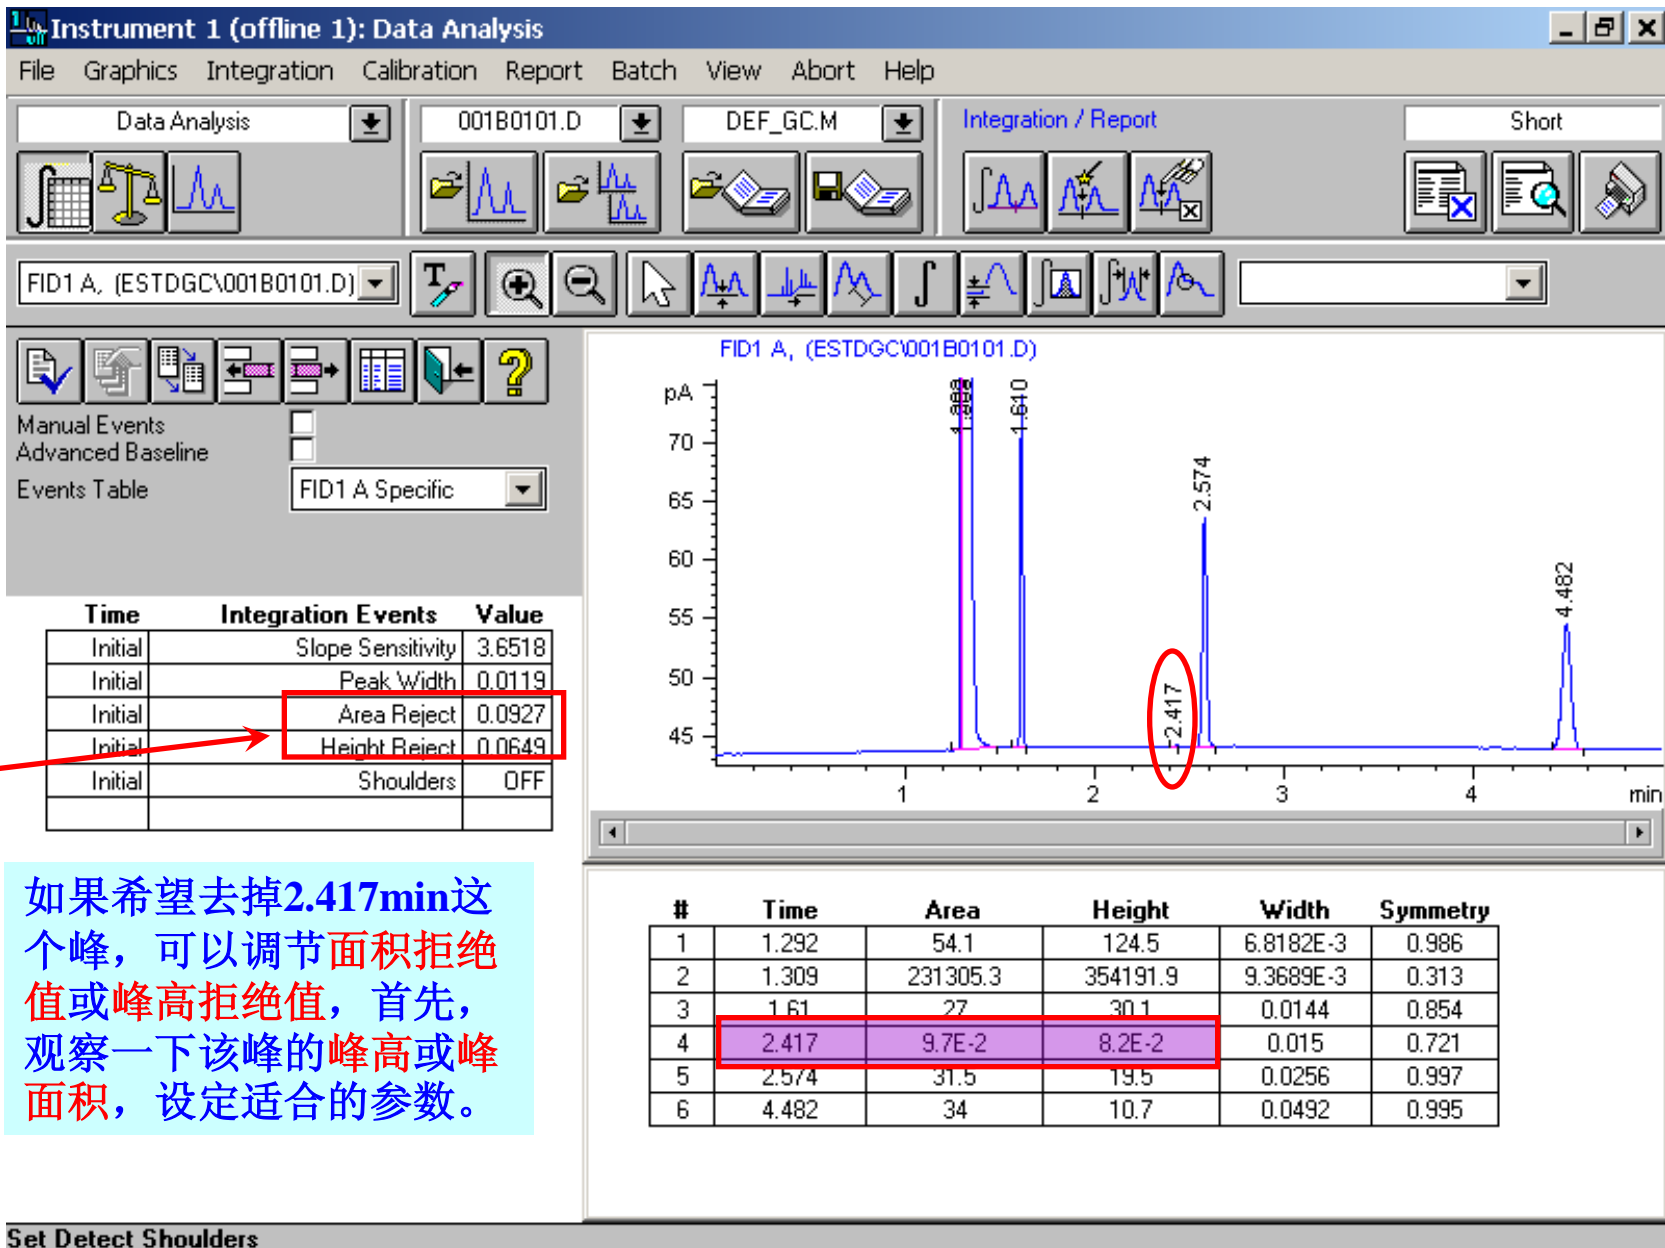 Instrument 1 (offline 1): Data Analysis
File Graphics Integration Calibration Report Batch View Abort Help
Data Analysis 001B0101.D DEF_GC.M Integration / Report Short
FID1 A, (ESTDGC\001B0101.D)
Manual Events
Advanced Baseline
Events Table FID1 A Specific
Time Integration Events Value
Initial Slope Sensitivity 3.6518
Initial Peak Width 0.0119
Initial Area Reject 0.0927
Initial Height Reject 0.0649
Initial Shoulders OFF
如果希望去掉2.417min这
个峰，可以调节面积拒绝
值或峰高拒绝值，首先，
观察一下该峰的峰高或峰
面积，设定适合的参数。
FID1 A, (ESTDGC\001B0101.D)
pA
70
65
60
55
50
45
1.610
2.417
2.574
4.482
1 2 3 4 min
# Time Area Height Width Symmetry
1 1.292 54.1 124.5 6.8182E-3 0.986
2 1.309 231305.3 354191.9 9.3689E-3 0.313
3 1.61 27 30.1 0.0144 0.854
4 2.417 9.7E-2 8.2E-2 0.015 0.721
5 2.574 31.5 19.5 0.0256 0.997
6 4.482 34 10.7 0.0492 0.995
Set Detect Shoulders